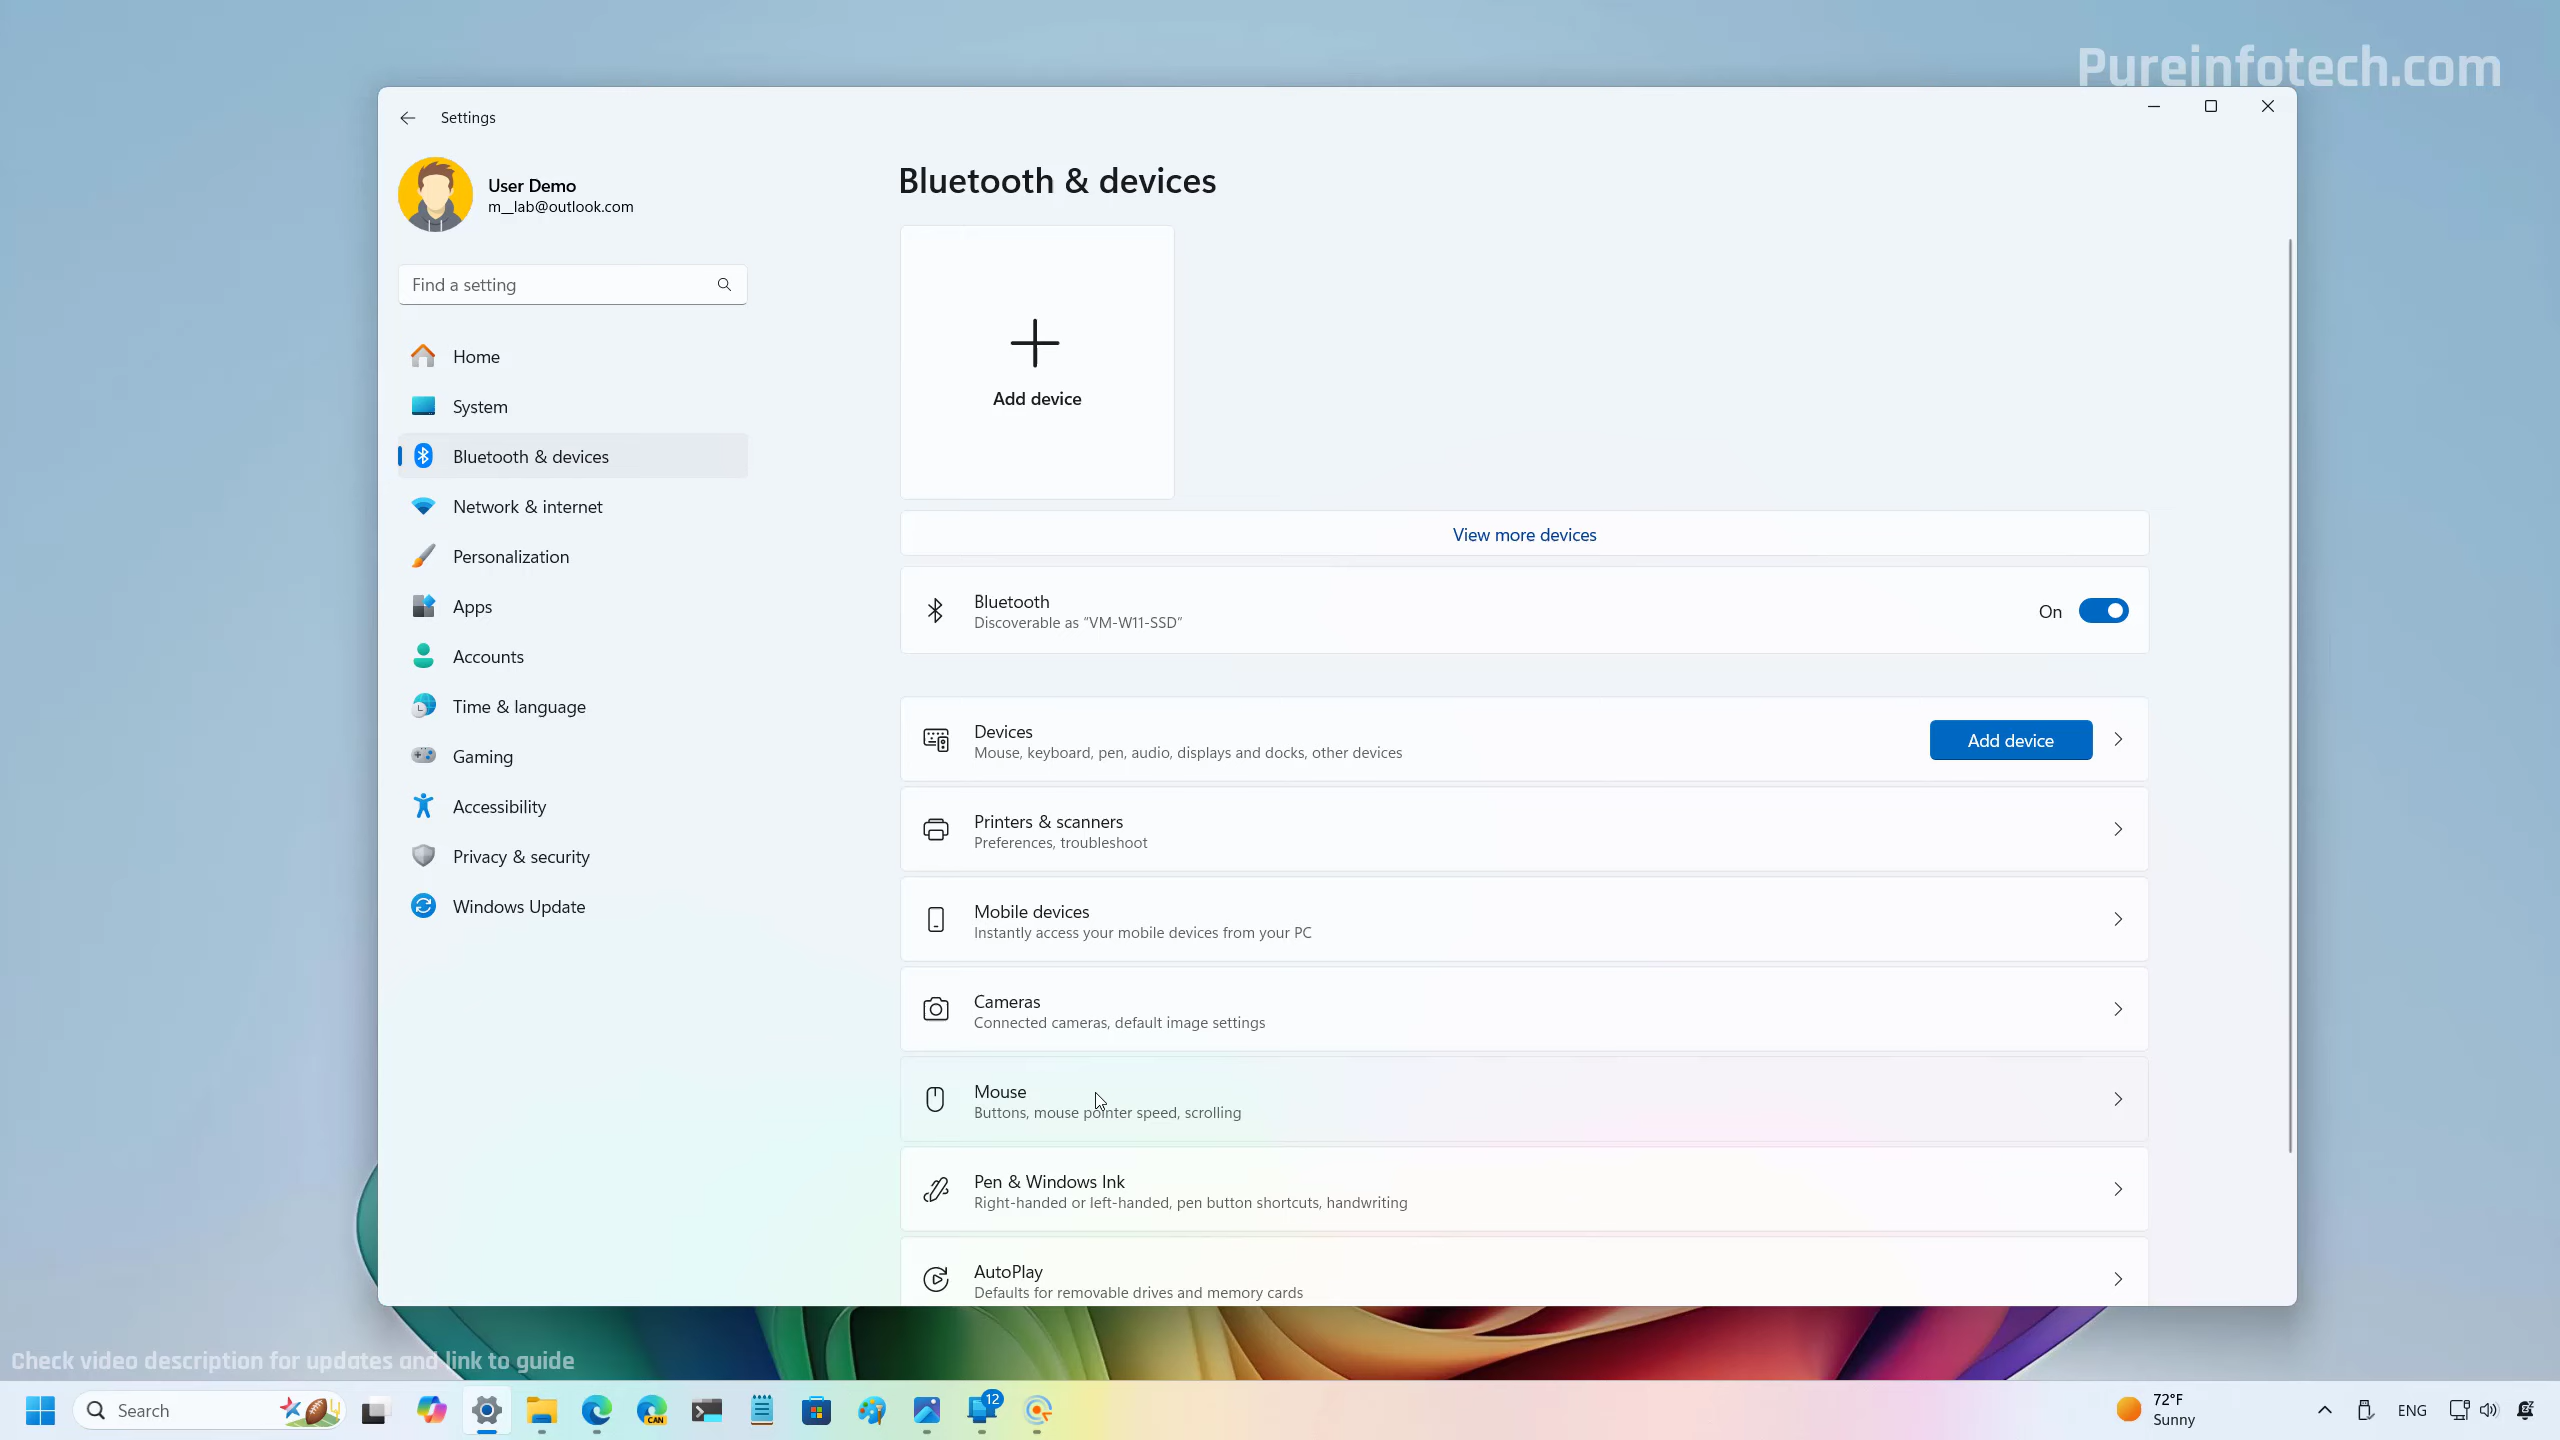 Pureinfotech.com
Settings
User Demo
m__lab@outlook.com
Find a setting
Home
System
Bluetooth & devices
Network & internet
Personalization
Apps
Accounts
Time & language
Gaming
Accessibility
Privacy & security
Windows Update
Bluetooth & devices
Add device
View more devices
Bluetooth
Discoverable as "VM-W11-SSD"
On
Devices
Mouse, keyboard, pen, audio, displays and docks, other devices
Add device
Printers & scanners
Preferences, troubleshoot
Mobile devices
Instantly access your mobile devices from your PC
Cameras
Connected cameras, default image settings
Mouse
Buttons, mouse pointer speed, scrolling
Pen & Windows Ink
Right-handed or left-handed, pen button shortcuts, handwriting
AutoPlay
Defaults for removable drives and memory cards
Check video description for updates and link to guide
Search
CAN
12
72°F
Sunny
ENG